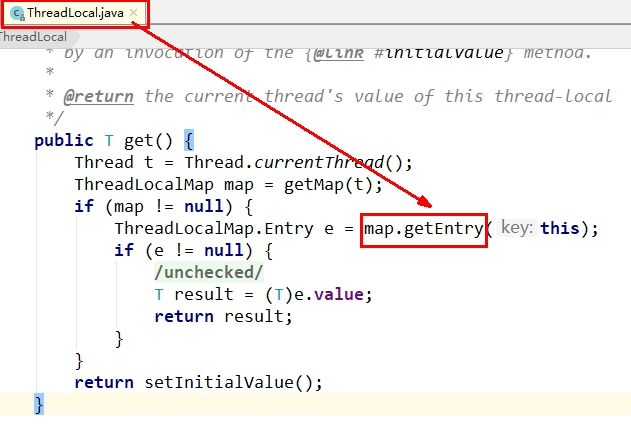 ThreadLocal.java ×
ThreadLocal
* by an invocation of the {@link #initialValue} method.
*
* @return the current thread's value of this thread-local
*/
public T get() {
Thread t = Thread.currentThread();
ThreadLocalMap map = getMap(t);
if (map != null) {
ThreadLocalMap.Entry e = map.getEntry( key: this);
if (e != null) {
/unchecked/
T result = (T)e.value;
return result;
}
}
return setInitialValue();
}